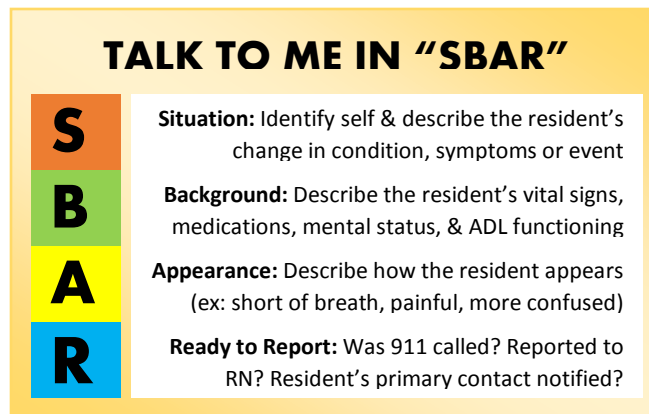 TALK TO ME IN “SBAR”
S
Situation: Identify self & describe the resident’s
change in condition, symptoms or event
B
Background: Describe the resident’s vital signs,
medications, mental status, & ADL functioning
A
Appearance: Describe how the resident appears
(ex: short of breath, painful, more confused)
R
Ready to Report: Was 911 called? Reported to
RN? Resident’s primary contact notified?